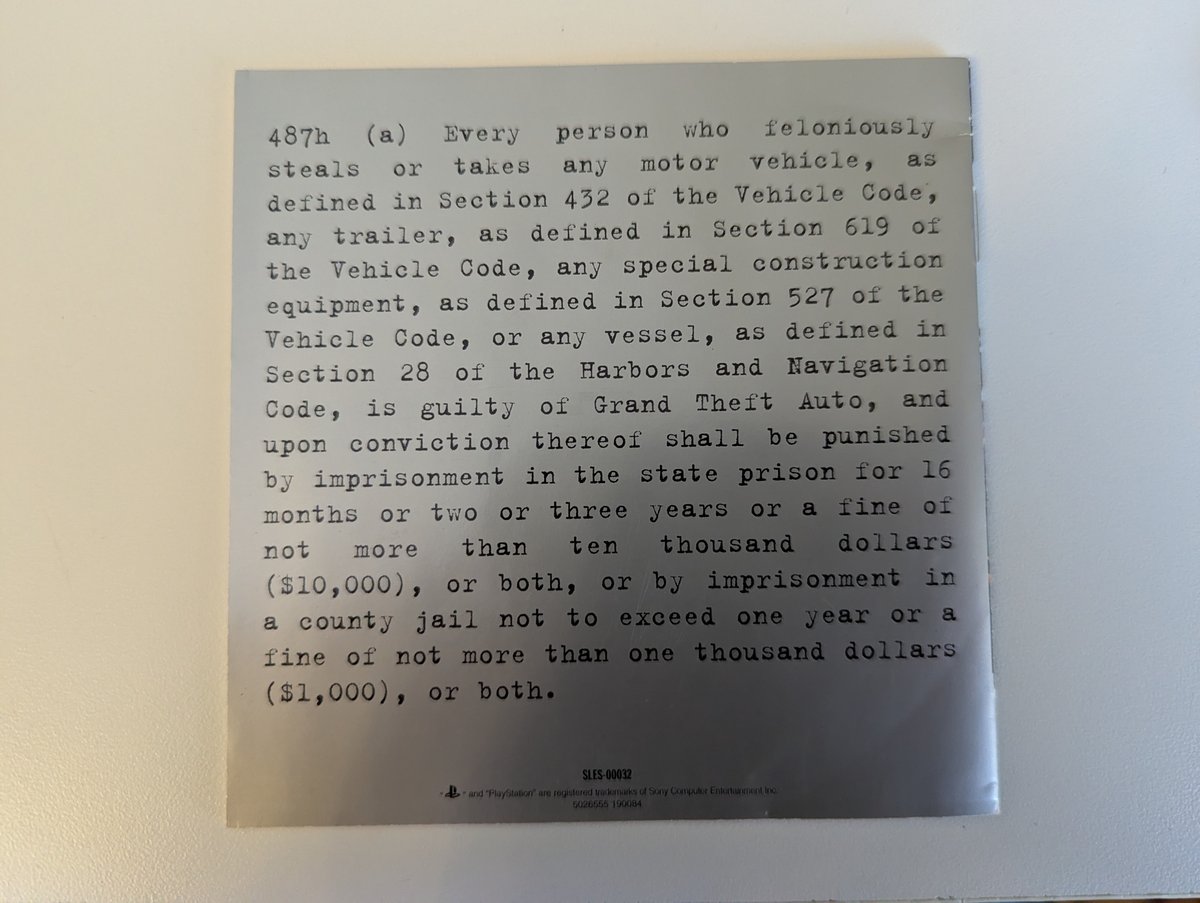 487h (a) Every person who feloniously
steals or takes any motor vehicle, as
defined in Section 432 of the Vehicle Code,
any trailer, as defined in Section 619 of
the Vehicle Code, any special construction
equipment, as defined in Section 527 of the
Vehicle Code, or any vessel, as defined in
Section 28 of the Harbors and Navigation
Code, is guilty of Grand Theft Auto, and
upon conviction thereof shall be punished
by imprisonment in the state prison for 16
months or two or three years or a fine of
not more than ten thousand dollars
($10,000), or both, or by imprisonment in
a county jail not to exceed one year or a
fine of not more than one thousand dollars
($1,000), or both.
SLES-00032
" " and "PlayStation" are registered trademarks of Sony Computer Entertainment Inc.
5026555 190084